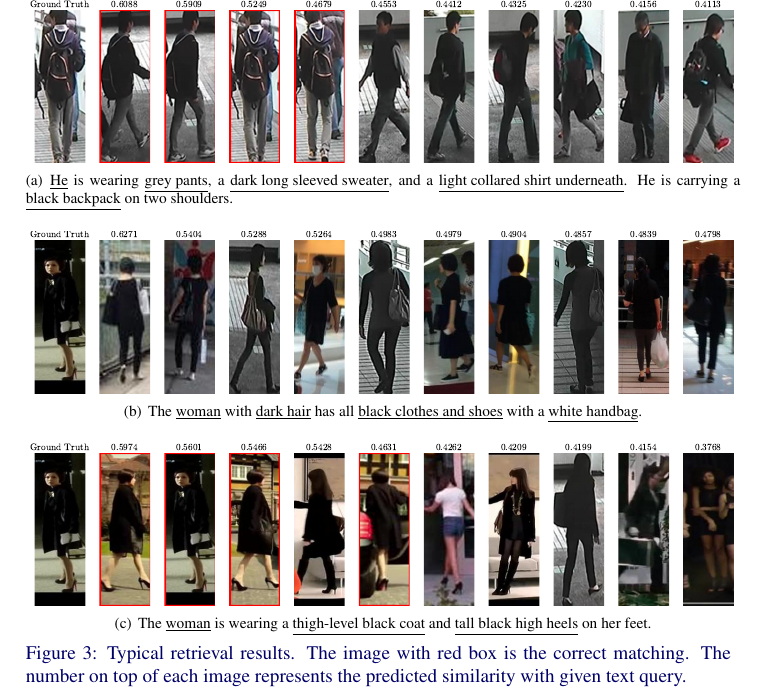 Ground Truth 0.6088 0.5909 0.5249 0.4679 0.4553 0.4412 0.4325 0.4230 0.4156 0.4113
(a) He is wearing grey pants, a dark long sleeved sweater, and a light collared shirt underneath. He is carrying a
black backpack on two shoulders.
Ground Truth 0.6271 0.5404 0.5288 0.5264 0.4983 0.4979 0.4904 0.4857 0.4839 0.4798
(b) The woman with dark hair has all black clothes and shoes with a white handbag.
Ground Truth 0.5974 0.5601 0.5466 0.5428 0.4631 0.4262 0.4209 0.4199 0.4154 0.3768
(c) The woman is wearing a thigh-level black coat and tall black high heels on her feet.
Figure 3: Typical retrieval results. The image with red box is the correct matching. The
number on top of each image represents the predicted similarity with given text query.